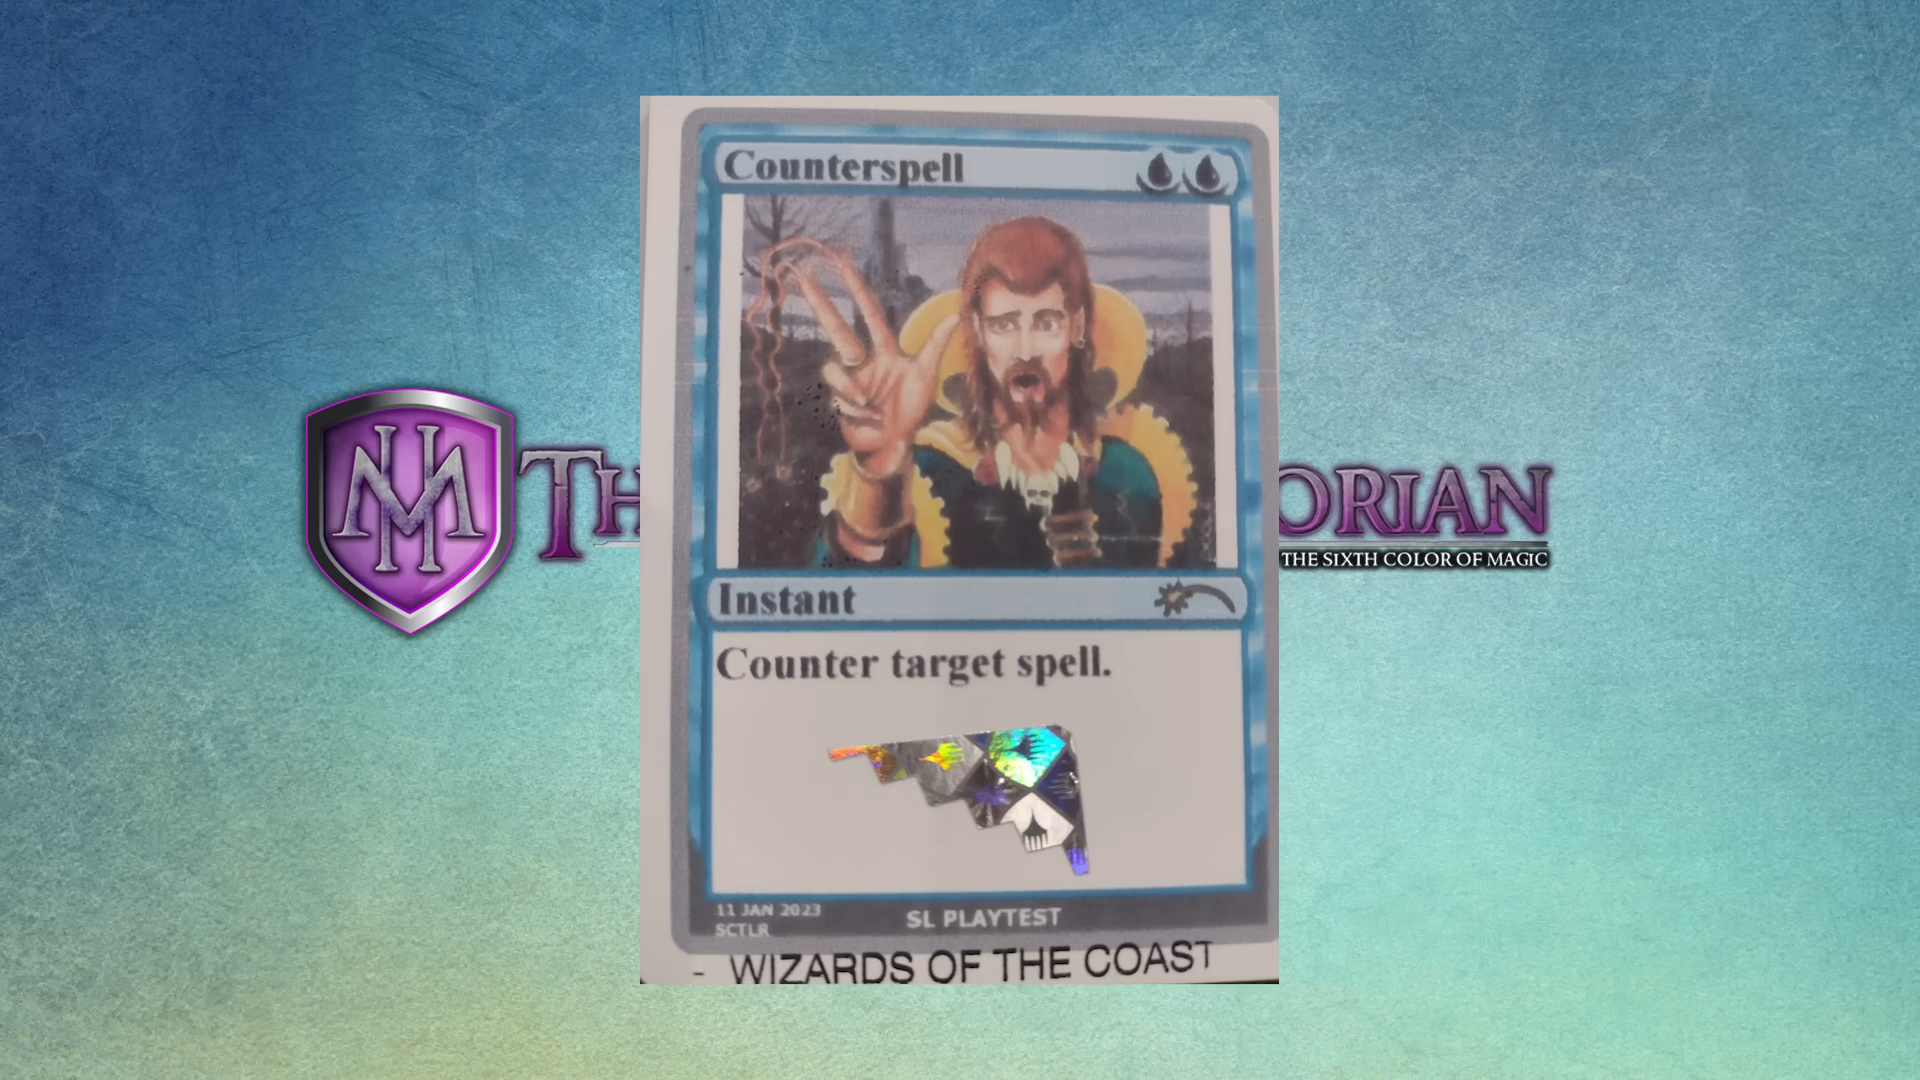 Counterspell
TH
ORIAN
THE SIXTH COLOR OF MAGIC
Instant
Counter target spell.
11 JAN 2023
SCTLR
SL PLAYTEST
- WIZARDS OF THE COAST